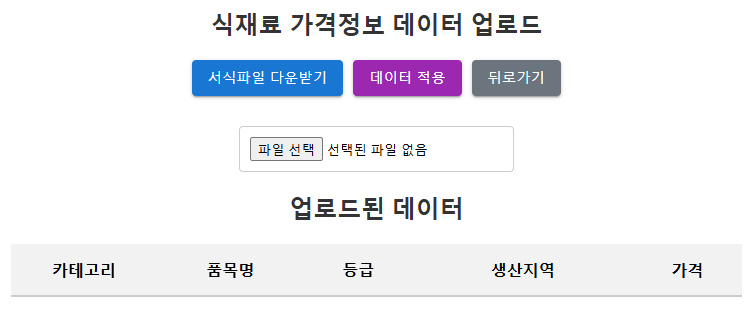 식재료 가격정보 데이터 업로드
서식파일 다운받기 데이터 적용 뒤로가기
파일 선택 선택된 파일 없음
업로드된 데이터
카테고리 품목명 등급 생산지역 가격